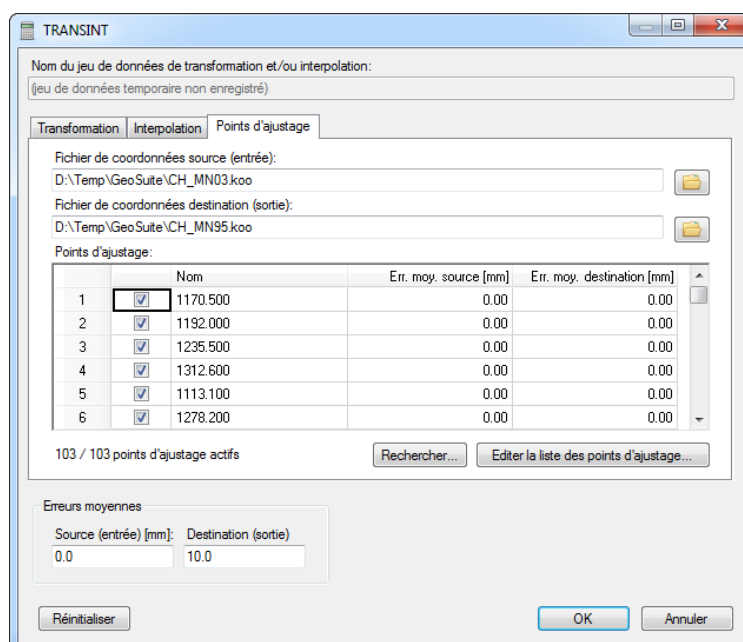 TRANSINT
Nom du jeu de données de transformation et/ou interpolation:
(jeu de données temporaire non enregistré)
Transformation Interpolation Points d'ajustage
Fichier de coordonnées source (entrée):
D:\Temp\GeoSuite\CH_MN03.koo
Fichier de coordonnées destination (sortie):
D:\Temp\GeoSuite\CH_MN95.koo
Points d'ajustage:
Nom Err. moy. source [mm] Err. moy. destination [mm]
1 1170.500 0.00 0.00
2 1192.000 0.00 0.00
3 1235.500 0.00 0.00
4 1312.600 0.00 0.00
5 1113.100 0.00 0.00
6 1278.200 0.00 0.00
103 / 103 points d'ajustage actifs Rechercher... Editer la liste des points d'ajustage...
Erreurs moyennes
Source (entrée) [mm]: Destination (sortie)
0.0 10.0
Réinitialiser OK Annuler